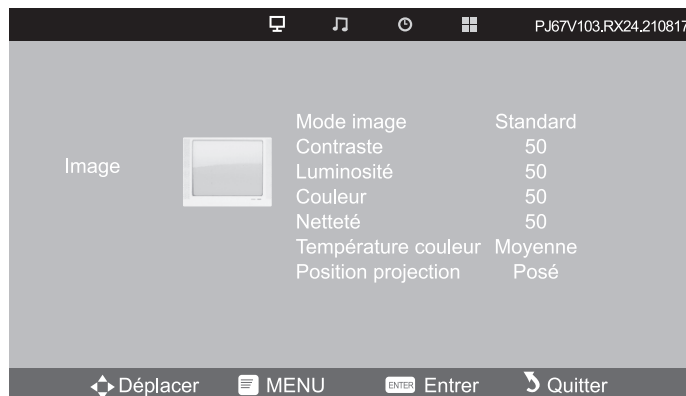 PJ67V103.RX24.210817
Image
Mode image Standard
Contraste 50
Luminosité 50
Couleur 50
Netteté 50
Température couleur Moyenne
Position projection Posé
Déplacer MENU ENTER Entrer Quitter